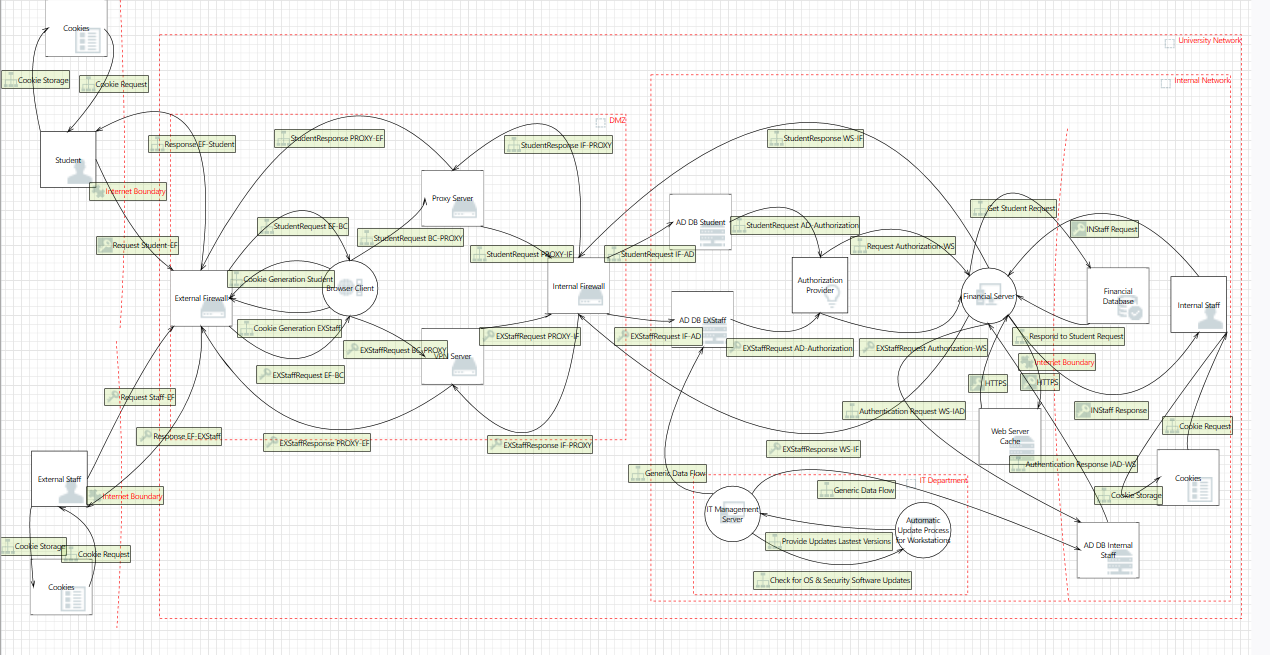 Cookies
University Network
Cookie Storage
Cookie Request
Internal Network
DMZ
StudentResponse PROXY-EF
StudentResponse WS-IF
Response EF-Student
StudentResponse IF-PROXY
Student
Internet Boundary
Proxy Server
Get Student Request
AD DB Student
StudentRequest AD-Authorization
StudentRequest EF-BC
INStaff Request
StudentRequest BC-PROXY
Request Student-EF
Request Authorization-WS
StudentRequest PROXY-IF
StudentRequest IF-AD
Cookie Generation Student
Authorization
Provider
Browser Client
Internal Firewall
External Firewall
Financial Server
Financial
Database
Internal Staff
AD DB EXStaff
Cookie Generation EXStaff
EXStaffRequest PROXY-IF
EXStaffRequest IF-AD
Respond to Student Request
EXStaffRequest BC-PROXY
VPN Server
EXStaffRequest AD-Authorization
EXStaffRequest Authorization-WS
Internet Boundary
EXStaffRequest EF-BC
HTTPS
HTTPS
Request Staff-EF
Authentication Request WS-IAD
INStaff Response
Cookie Request
Response EF-EXStaff
EXStaffResponse PROXY-EF
EXStaffResponse IF-PROXY
Web Server
Cache
EXStaffResponse WS-IF
Authentication Response IAD-WS
Generic Data Flow
External Staff
IT Department
Cookies
Generic Data Flow
Internet Boundary
Cookie Storage
IT Management
Server
Automatic
Update Process
for Workstations
Provide Updates Lastest Versions
Cookie Storage
Cookie Request
AD DB Internal
Staff
Check for OS & Security Software Updates
Cookies